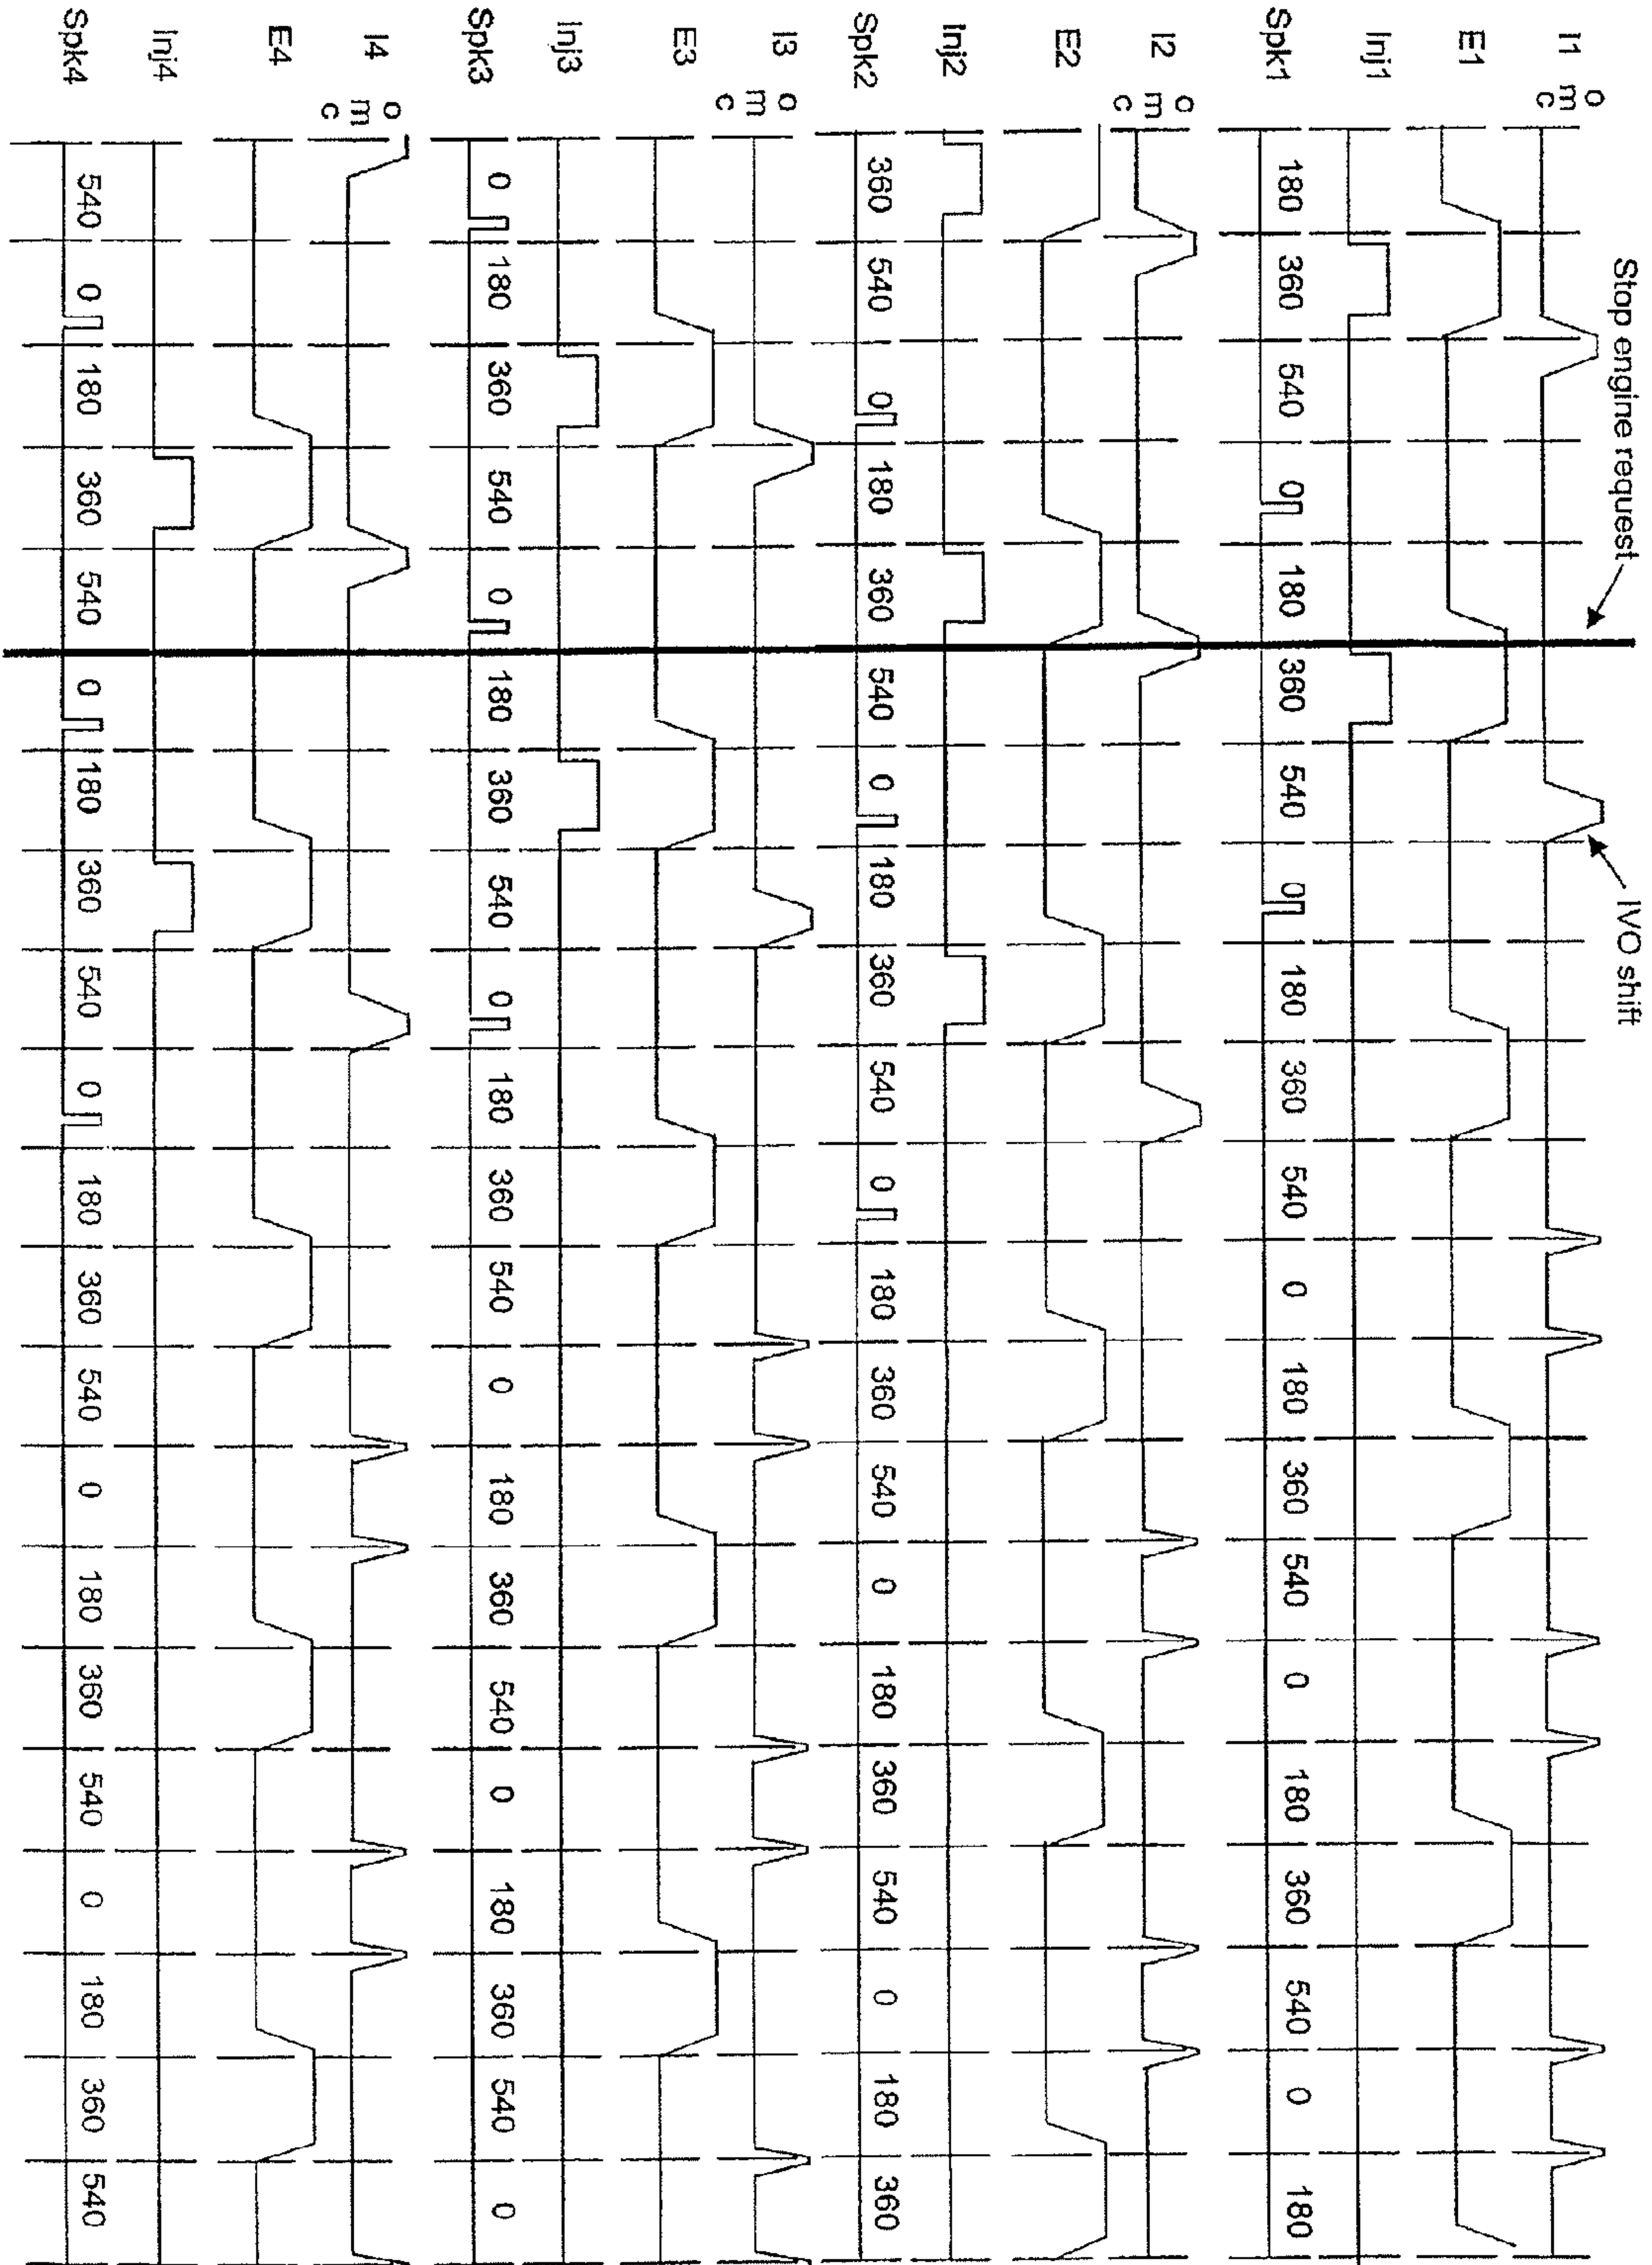 Stop engine request
IVO shift
I1
o
m
c
E1
Inj1
Spk1 180 360 540 0 180 360 540 0 180 360 540 0 180 360 540 0 180 360 540 0 180
I2
o
m
c
E2
Inj2
Spk2 360 540 0 180 360 540 0 180 360 540 0 180 360 540 0 180 360 540 0 180 360
I3
o
m
c
E3
Inj3
Spk3 0 180 360 540 0 180 360 540 0 180 360 540 0 180 360 540 0 180 360 540 0
I4
o
m
c
E4
Inj4
Spk4 540 0 180 360 540 0 180 360 540 0 180 360 540 0 180 360 540 0 180 360 540